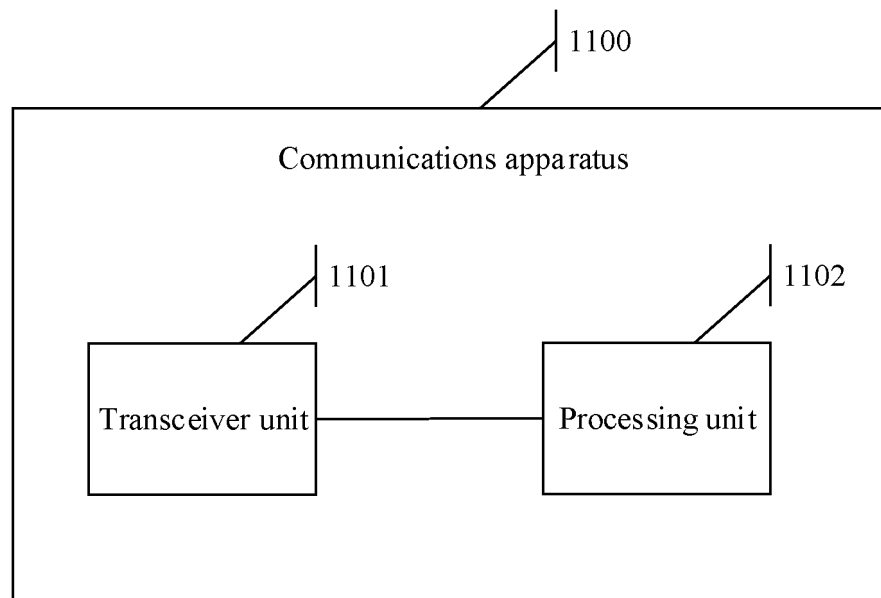 1100
Communications apparatus
1101
1102
Transceiver unit
Processing unit